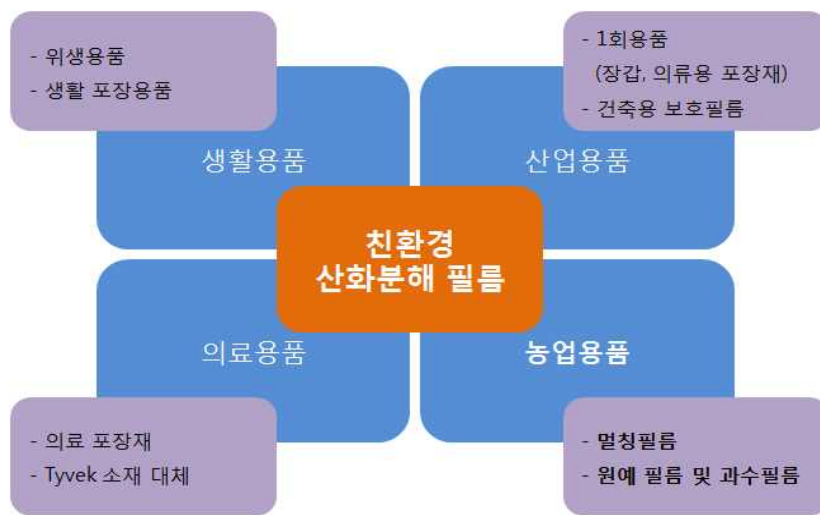 - 위생용품
- 생활 포장용품
생활용품
- 1회용품
(장갑, 의류용 포장재)
- 건축용 보호필름
산업용품
친환경
산화분해 필름
의료용품
- 의료 포장재
- Tyvek 소재 대체
농업용품
- 멀칭필름
- 원예 필름 및 과수필름